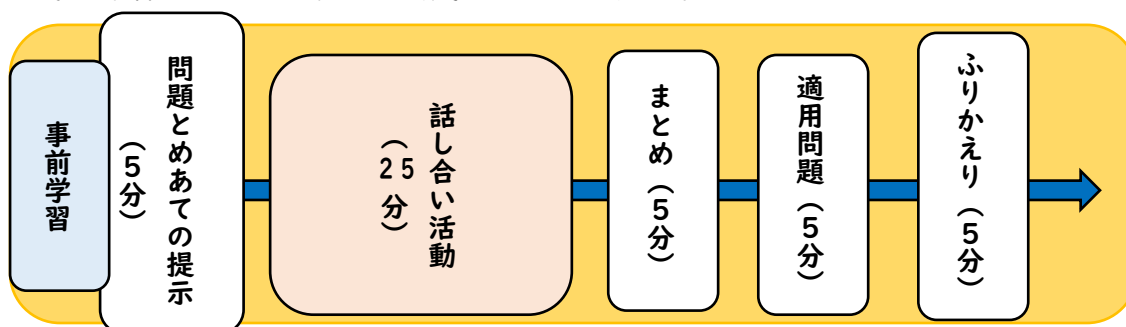 事前学習
問題とめあての提示
（5分）
話し合い活動
（25分）
まとめ（5分）
適用問題（5分）
ふりかえり（5分）